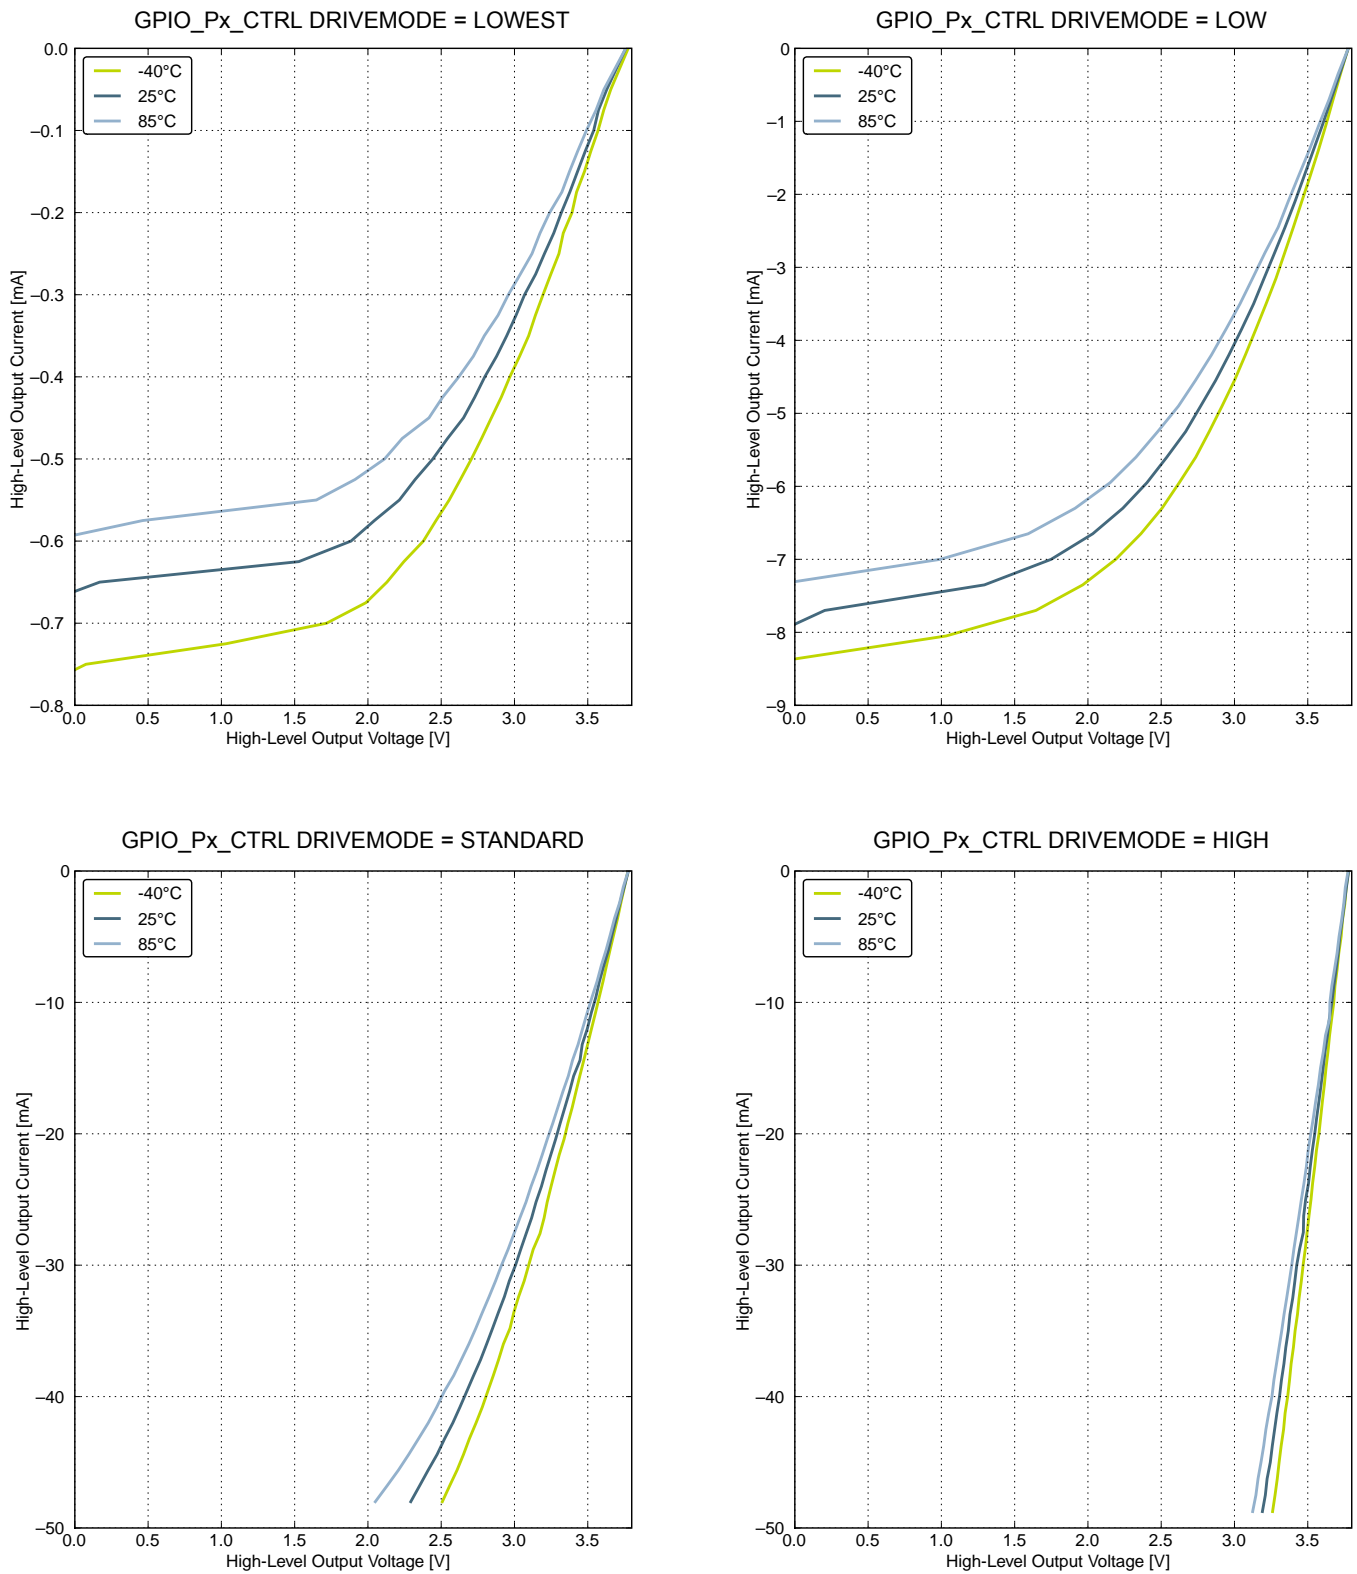 GPIO_Px_CTRL DRIVEMODE = LOWEST
0.0
–0.1
–0.2
–0.3
–0.4
–0.5
–0.6
–0.7
–0.8
High-Level Output Current [mA]
-40°C
25°C
85°C
0.0 0.5 1.0 1.5 2.0 2.5 3.0 3.5
High-Level Output Voltage [V]
GPIO_Px_CTRL DRIVEMODE = LOW
0
–1
–2
–3
–4
–5
–6
–7
–8
–9
High-Level Output Current [mA]
-40°C
25°C
85°C
0.0 0.5 1.0 1.5 2.0 2.5 3.0 3.5
High-Level Output Voltage [V]
GPIO_Px_CTRL DRIVEMODE = STANDARD
0
–10
–20
–30
–40
–50
High-Level Output Current [mA]
-40°C
25°C
85°C
0.0 0.5 1.0 1.5 2.0 2.5 3.0 3.5
High-Level Output Voltage [V]
GPIO_Px_CTRL DRIVEMODE = HIGH
0
–10
–20
–30
–40
–50
High-Level Output Current [mA]
-40°C
25°C
85°C
0.0 0.5 1.0 1.5 2.0 2.5 3.0 3.5
High-Level Output Voltage [V]